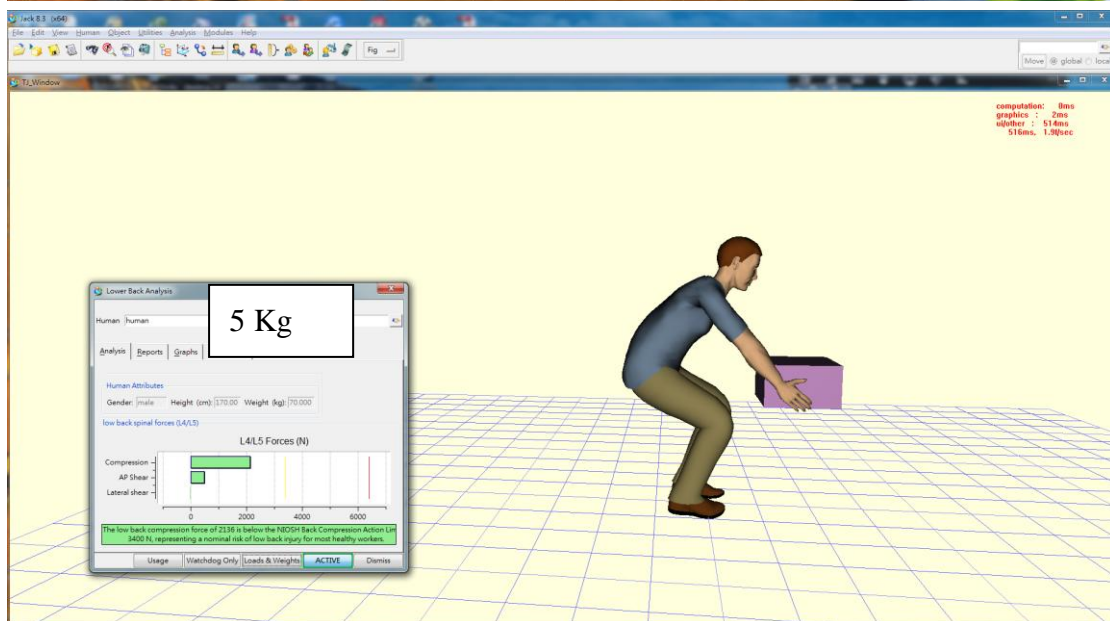 Jack 8.3 (x64)
File Edit View Human Object Utilities Analysis Modules Help
Fig
Move global local
T3_Window
computation: 0ms
graphics : 2ms
ui/other : 514ms
516ms, 1.9f/sec
Lower Back Analysis
5 Kg
Human human
Analysis Reports Graphs
Human Attributes
Gender: male Height (cm): 170.00 Weight (kg): 70.000
low back spinal forces (L4/L5)
L4/L5 Forces (N)
Compression
AP Shear
Lateral shear
0 2000 4000 6000
The low back compression force of 2136 is below the NIOSH Back Compression Action Lim
3400 N, representing a nominal risk of low back injury for most healthy workers.
Usage Watchdog Only Loads & Weights ACTIVE Dismiss